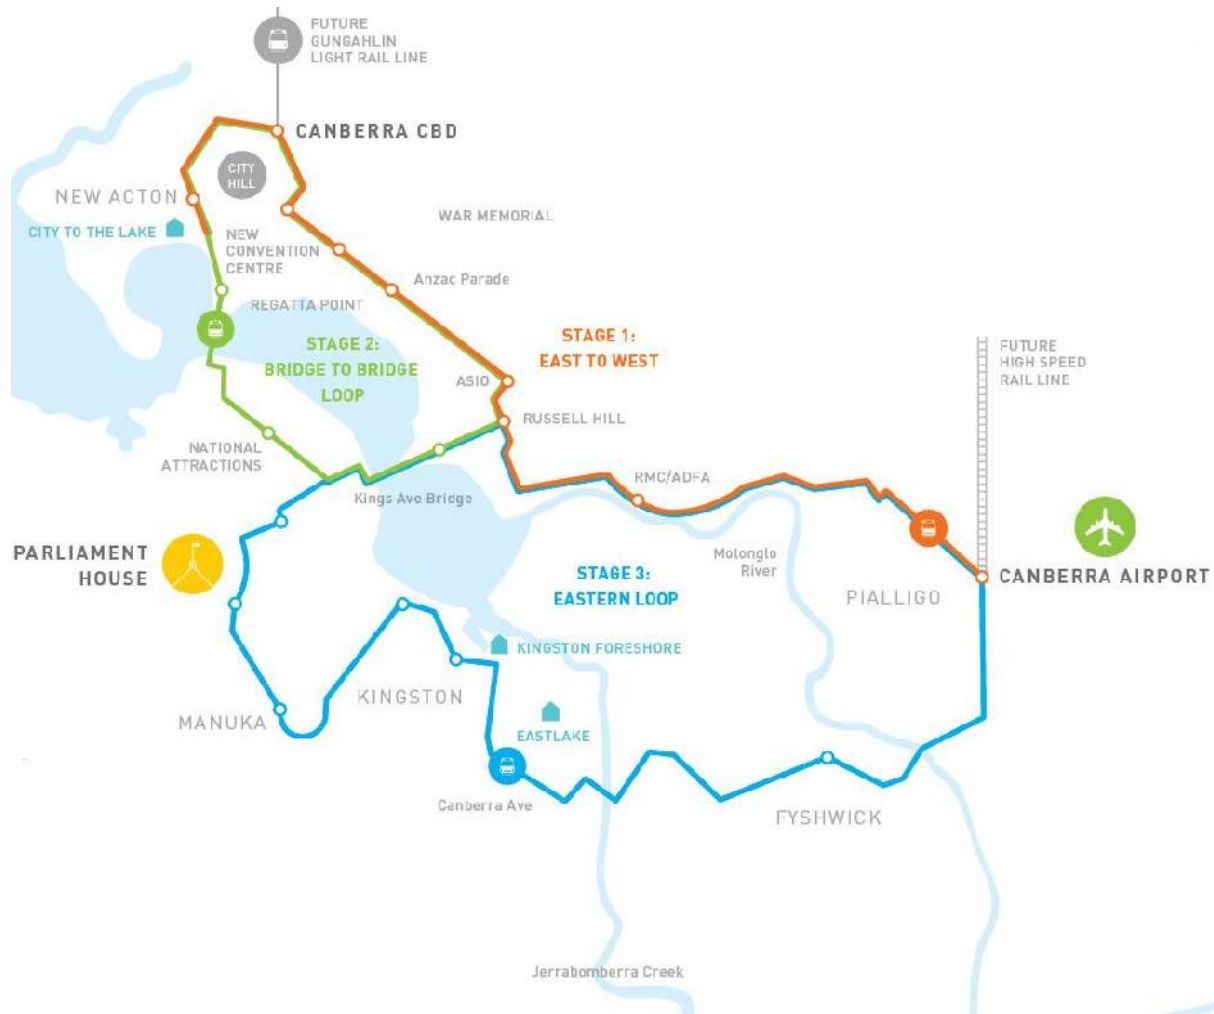 FUTURE
GUNGAHLIN
LIGHT RAIL LINE
CANBERRA CBD
CITY
HILL
NEW ACTON
WAR MEMORIAL
CITY TO THE LAKE
NEW
CONVENTION
CENTRE
Anzac Parade
REGATTA POINT
STAGE 1:
EAST TO WEST
STAGE 2:
BRIDGE TO BRIDGE
LOOP
FUTURE
HIGH SPEED
RAIL LINE
ASIO
RUSSELL HILL
NATIONAL
ATTRACTIONS
RMC/ADFA
Kings Ave Bridge
PARLIAMENT
HOUSE
Molonglo
River
STAGE 3:
EASTERN LOOP
CANBERRA AIRPORT
PIALLIGO
KINGSTON FORESHORE
KINGSTON
MANUKA
EASTLAKE
Canberra Ave
FYSHWICK
Jerrabomberra Creek